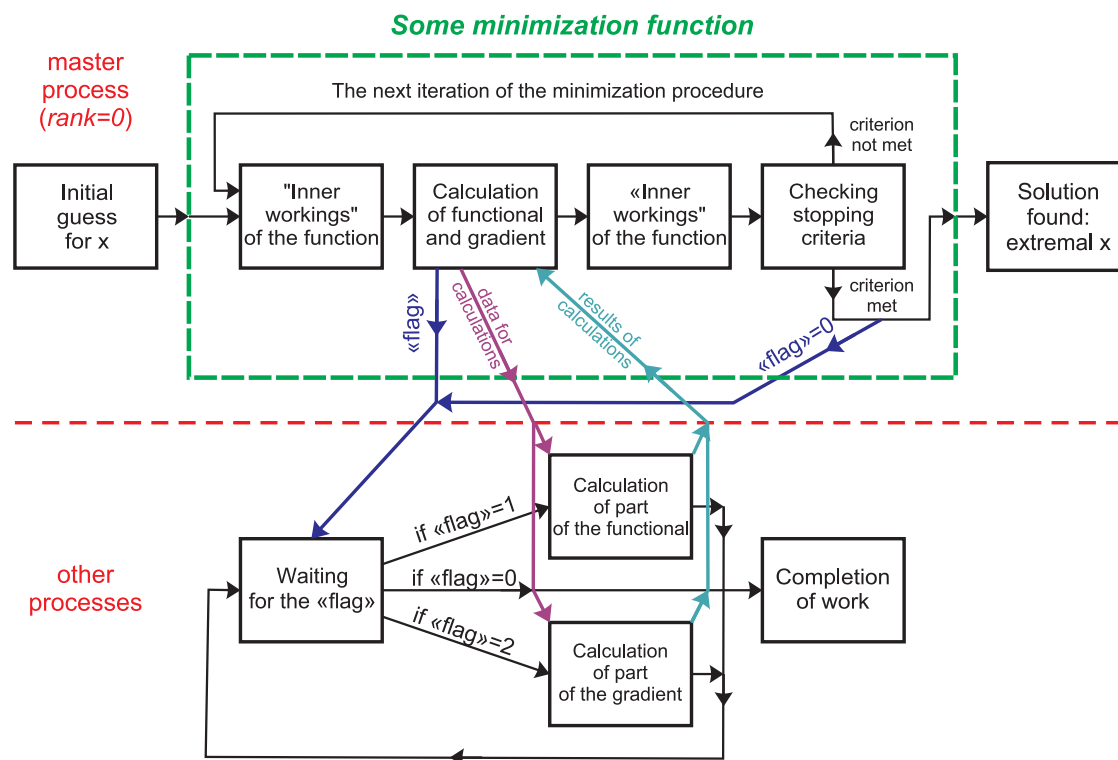 Some minimization function
master
process
(rank=0)
The next iteration of the minimization procedure
criterion
not met
Initial
guess
for x
"Inner
workings"
of the function
Calculation
of functional
and gradient
«Inner
workings"
of the function
Checking
stopping
criteria
Solution
found:
extremal x
criterion
met
«flag»
data for
calculations
results of
calculations
«flag»=0
other
processes
Waiting
for the «flag»
if «flag»=1
if «flag»=0
if «flag»=2
Calculation
of part
of the functional
Completion
of work
Calculation
of part
of the gradient